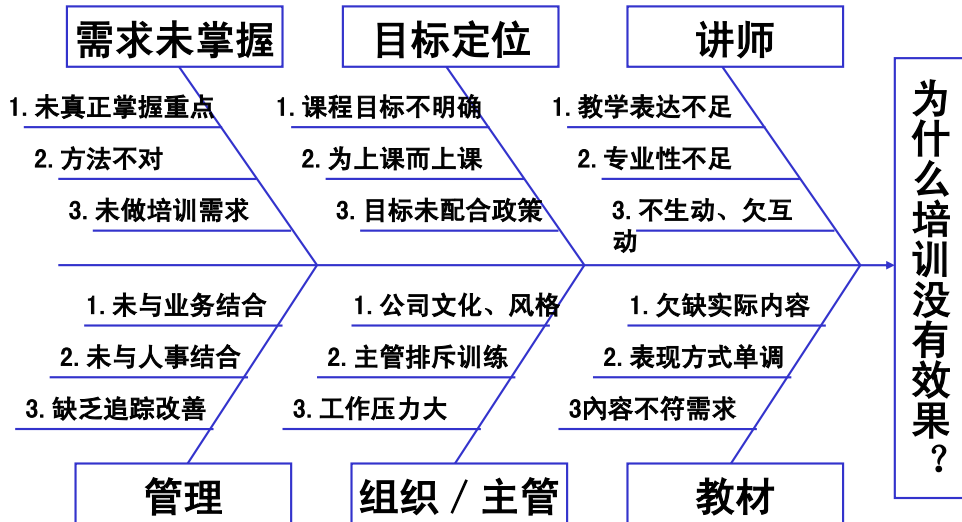 需求未掌握
目标定位
讲师
1. 未真正掌握重点
1. 课程目标不明确
1. 教学表达不足
2. 方法不对
2. 为上课而上课
2. 专业性不足
3. 未做培训需求
3. 目标未配合政策
3. 不生动、欠互
动
为什么培训没有效果？
1. 未与业务结合
1. 公司文化、风格
1. 欠缺实际内容
2. 未与人事结合
2. 主管排斥训练
2. 表现方式单调
3. 缺乏追踪改善
3. 工作压力大
3内容不符需求
管理
组织 / 主管
教材